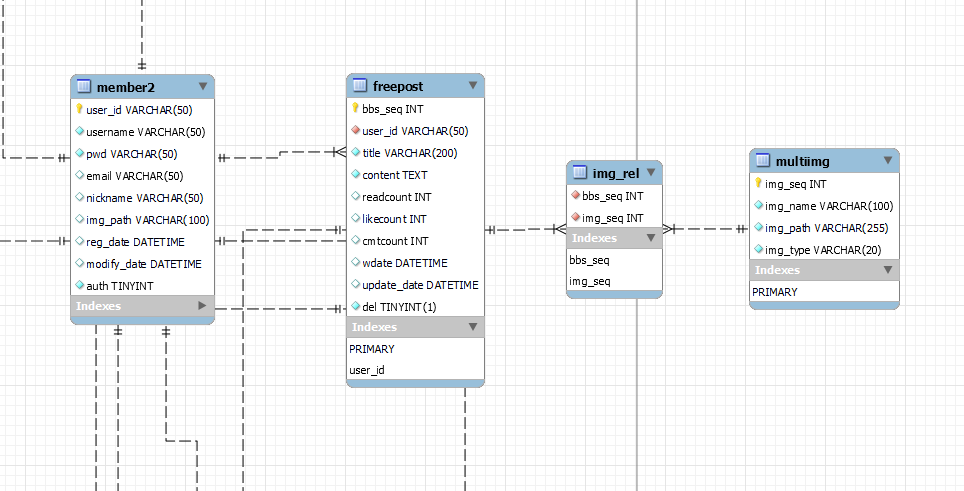 member2
user_id VARCHAR(50)
username VARCHAR(50)
pwd VARCHAR(50)
email VARCHAR(50)
nickname VARCHAR(50)
img_path VARCHAR(100)
reg_date DATETIME
modify_date DATETIME
auth TINYINT
Indexes
freepost
bbs_seq INT
user_id VARCHAR(50)
title VARCHAR(200)
content TEXT
readcount INT
likecount INT
cmtcount INT
wdate DATETIME
update_date DATETIME
del TINYINT(1)
Indexes
PRIMARY
user_id
img_rel
bbs_seq INT
img_seq INT
Indexes
bbs_seq
img_seq
multiimg
img_seq INT
img_name VARCHAR(100)
img_path VARCHAR(255)
img_type VARCHAR(20)
Indexes
PRIMARY